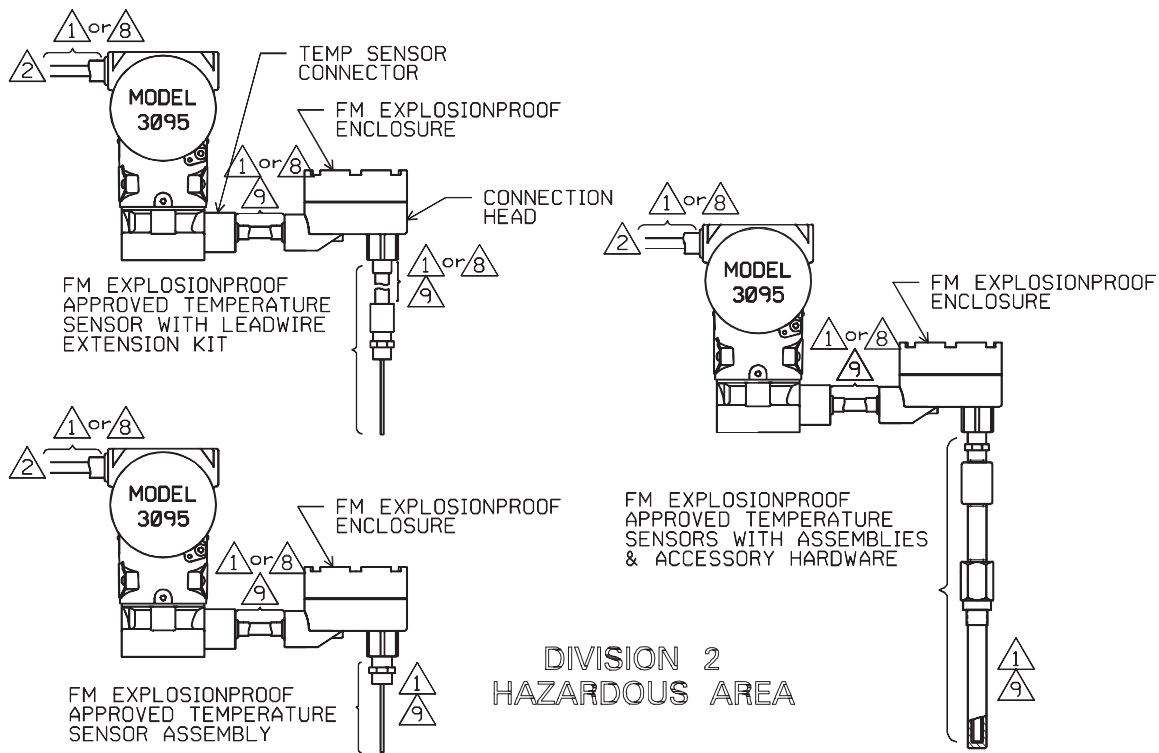 1 or 8
2
MODEL
3095
TEMP SENSOR
CONNECTOR
FM EXPLOSIONPROOF
ENCLOSURE
1 or 8
9
CONNECTION
HEAD
1 or 8
9
FM EXPLOSIONPROOF
APPROVED TEMPERATURE
SENSOR WITH LEADWIRE
EXTENSION KIT
1 or 8
2
MODEL
3095
FM EXPLOSIONPROOF
ENCLOSURE
1 or 8
9
1
9
FM EXPLOSIONPROOF
APPROVED TEMPERATURE
SENSOR ASSEMBLY
1 or 8
2
MODEL
3095
FM EXPLOSIONPROOF
ENCLOSURE
1 or 8
9
FM EXPLOSIONPROOF
APPROVED TEMPERATURE
SENSORS WITH ASSEMBLIES
& ACCESSORY HARDWARE
1
9
DIVISION 2
HAZARDOUS AREA